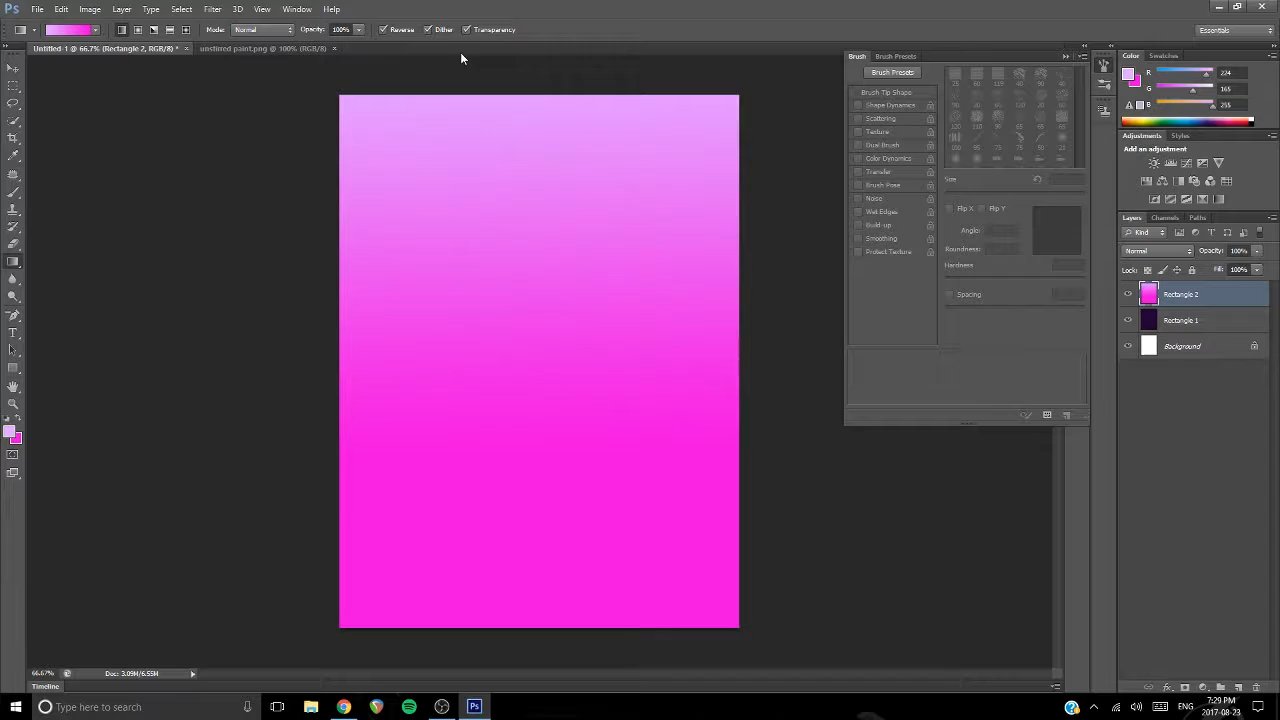 Ps File Edit Image Layer Type Select Filter 3D View Window Help
Mode: Normal Opacity: 100% Reverse Dither Transparency Essentials
Untitled-1 @ 66.7% (Rectangle 2, RGB/8) * × unstirred paint.png @ 100% (RGB/8) ×
Brush Brush Presets
Brush Presets
Brush Tip Shape
Shape Dynamics
Scattering
Texture
Dual Brush
Color Dynamics
Transfer
Brush Pose
Noise
Wet Edges
Build-up
Smoothing
Protect Texture
Size
Flip X Flip Y
Angle:
Roundness:
Hardness
Spacing
Color Swatches
R 224
G 165
B 255
Adjustments Styles
Add an adjustment
Layers Channels Paths
Kind
Normal Opacity: 100%
Lock: Fill: 100%
Rectangle 2
Rectangle 1
Background
66.67% Doc: 3.09M/6.55M
Timeline
Type here to search
Ps
ENG
7:29 PM
2017-08-23